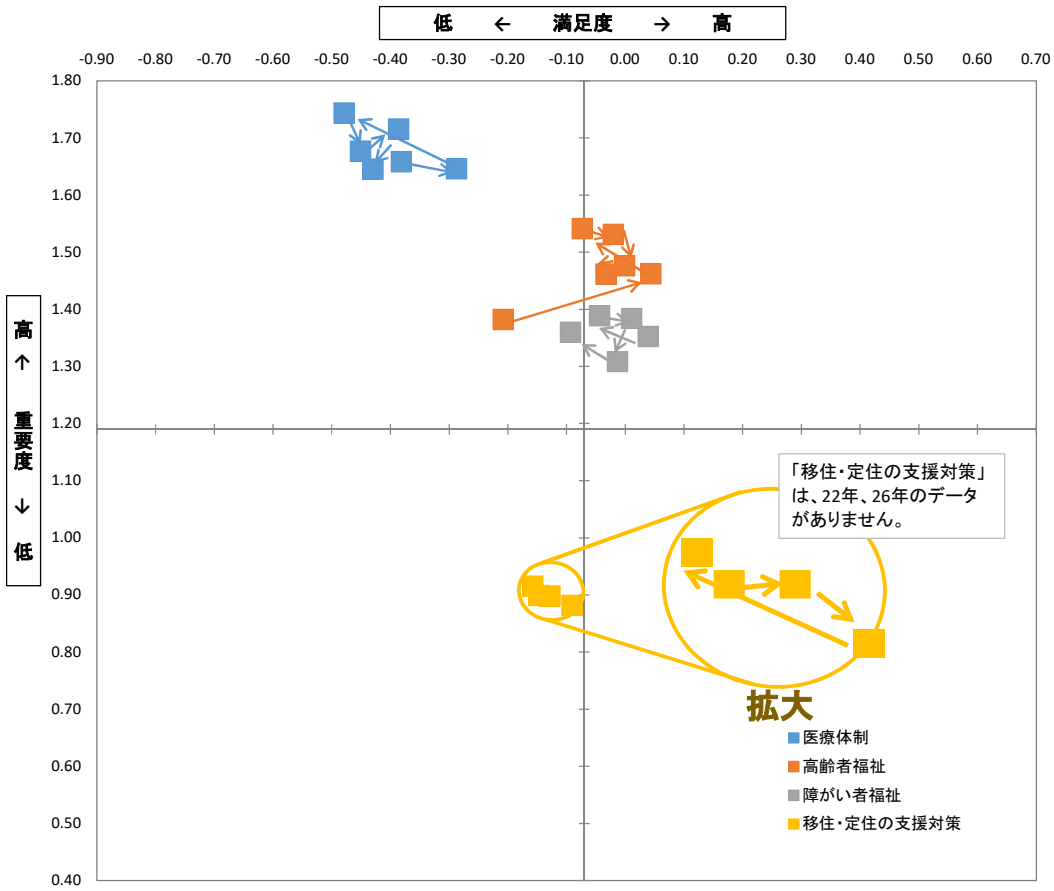 低 ← 満足度 → 高
-0.90 -0.80 -0.70 -0.60 -0.50 -0.40 -0.30 -0.20 -0.10 0.00 0.10 0.20 0.30 0.40 0.50 0.60 0.70
1.80
1.70
1.60
1.50
1.40
1.30
1.20
1.10
1.00
0.90
0.80
0.70
0.60
0.50
0.40
高 ↑ 重要度 ↓ 低
「移住・定住の支援対策」
は、22年、26年のデータ
がありません。
拡大
医療体制
高齢者福祉
障がい者福祉
移住・定住の支援対策